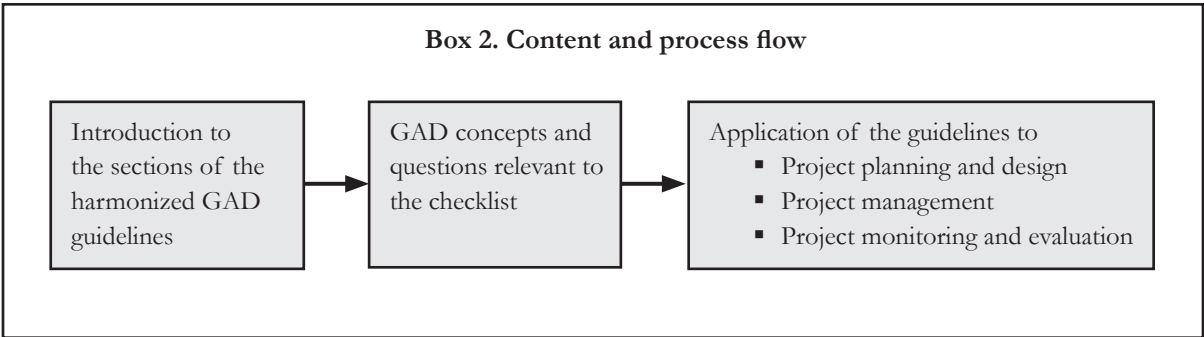 Box 2. Content and process flow
Introduction to
the sections of the
harmonized GAD
guidelines
GAD concepts and
questions relevant to
the checklist
Application of the guidelines to
▪ Project planning and design
▪ Project management
▪ Project monitoring and evaluation